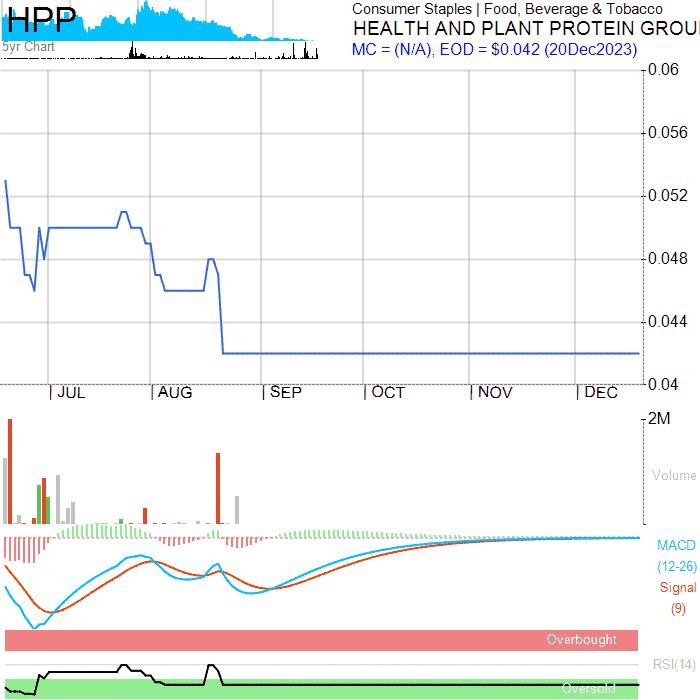 HPP
5yr Chart
Consumer Staples | Food, Beverage & Tobacco
HEALTH AND PLANT PROTEIN GROU
MC = (N/A), EOD = $0.042 (20Dec2023)
0.06
0.056
0.052
0.048
0.044
0.04
JUL AUG SEP OCT NOV DEC
2M
Volume
MACD
(12-26)
Signal
(9)
Overbought
RSI(14)
Oversold